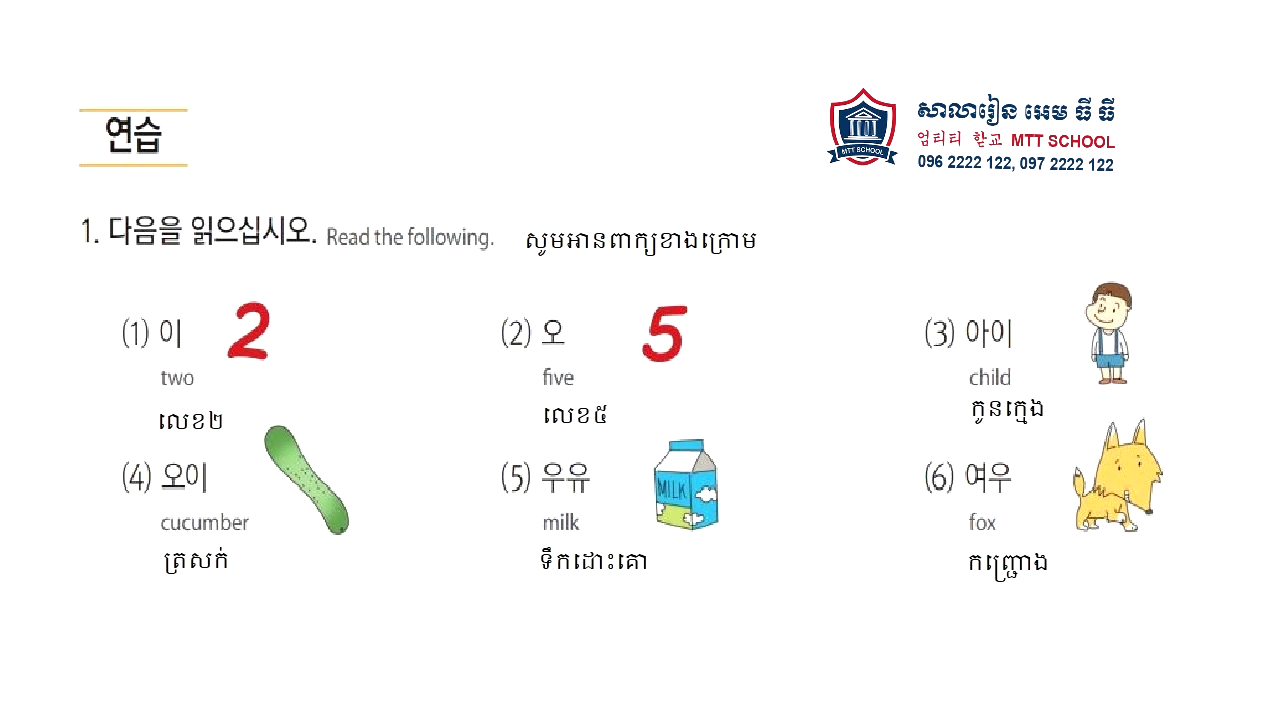 연습
សាលារៀន អេម ធី ធី
엄티티 학교 MTT SCHOOL
096 2222 122, 097 2222 122
MTT SCHOOL
1. 다음을 읽으십시오. Read the following. សូមអានពាក្យខាងក្រោម
(1) 이 2
two
លេខ២
(2) 오 5
five
លេខ៥
(3) 아이
child
កូនក្មេង
(4) 오이
cucumber
ត្រសក់
(5) 우유
milk
ទឹកដោះគោ
MILK
(6) 여우
fox
កញ្ជ្រោង